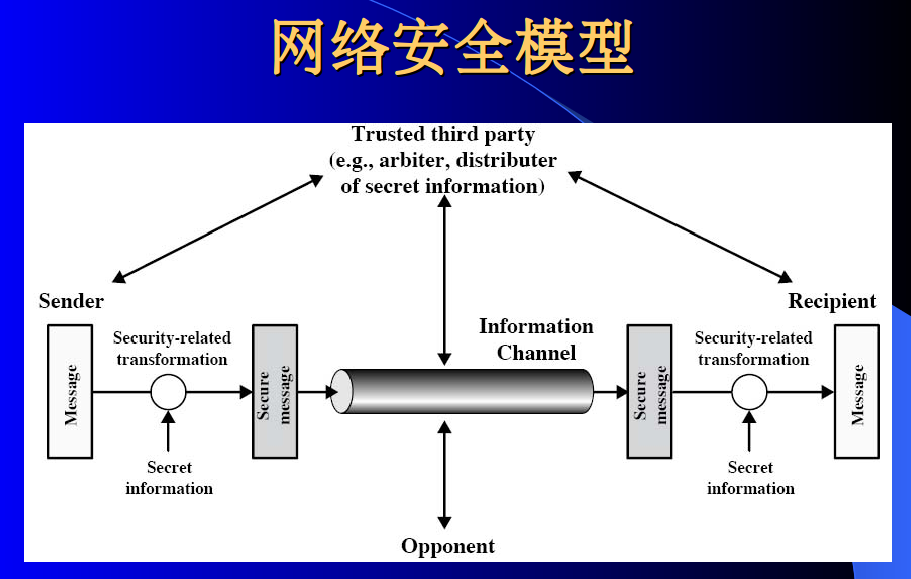 网络安全模型
Trusted third party
(e.g., arbiter, distributer
of secret information)
Sender
Recipient
Information
Channel
Security-related
transformation
Security-related
transformation
Message
Secure
message
Secure
message
Message
Secret
information
Secret
information
Opponent